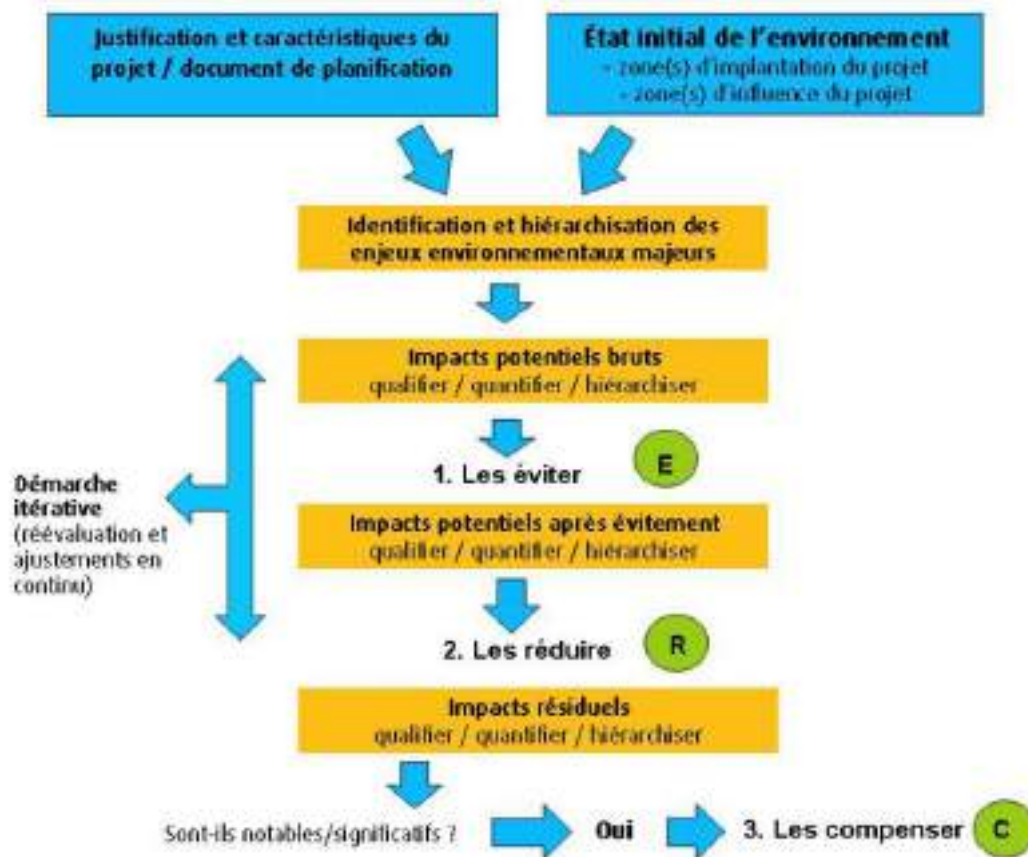 Justification et caractéristiques du
projet / document de planification
État initial de l'environnement
- zone(s) d'implantation du projet
- zone(s) d'influence du projet
Identification et hiérarchisation des
enjeux environnementaux majeurs
Impacts potentiels bruts
qualifier / quantifier / hiérarchiser
1. Les éviter
E
Démarche
itérative
(réévaluation et
ajustements en
continu)
Impacts potentiels après évitement
qualifier / quantifier / hiérarchiser
2. Les réduire
R
Impacts résiduels
qualifier / quantifier / hiérarchiser
Sont-ils notables/significatifs ?
Oui
3. Les compenser
C